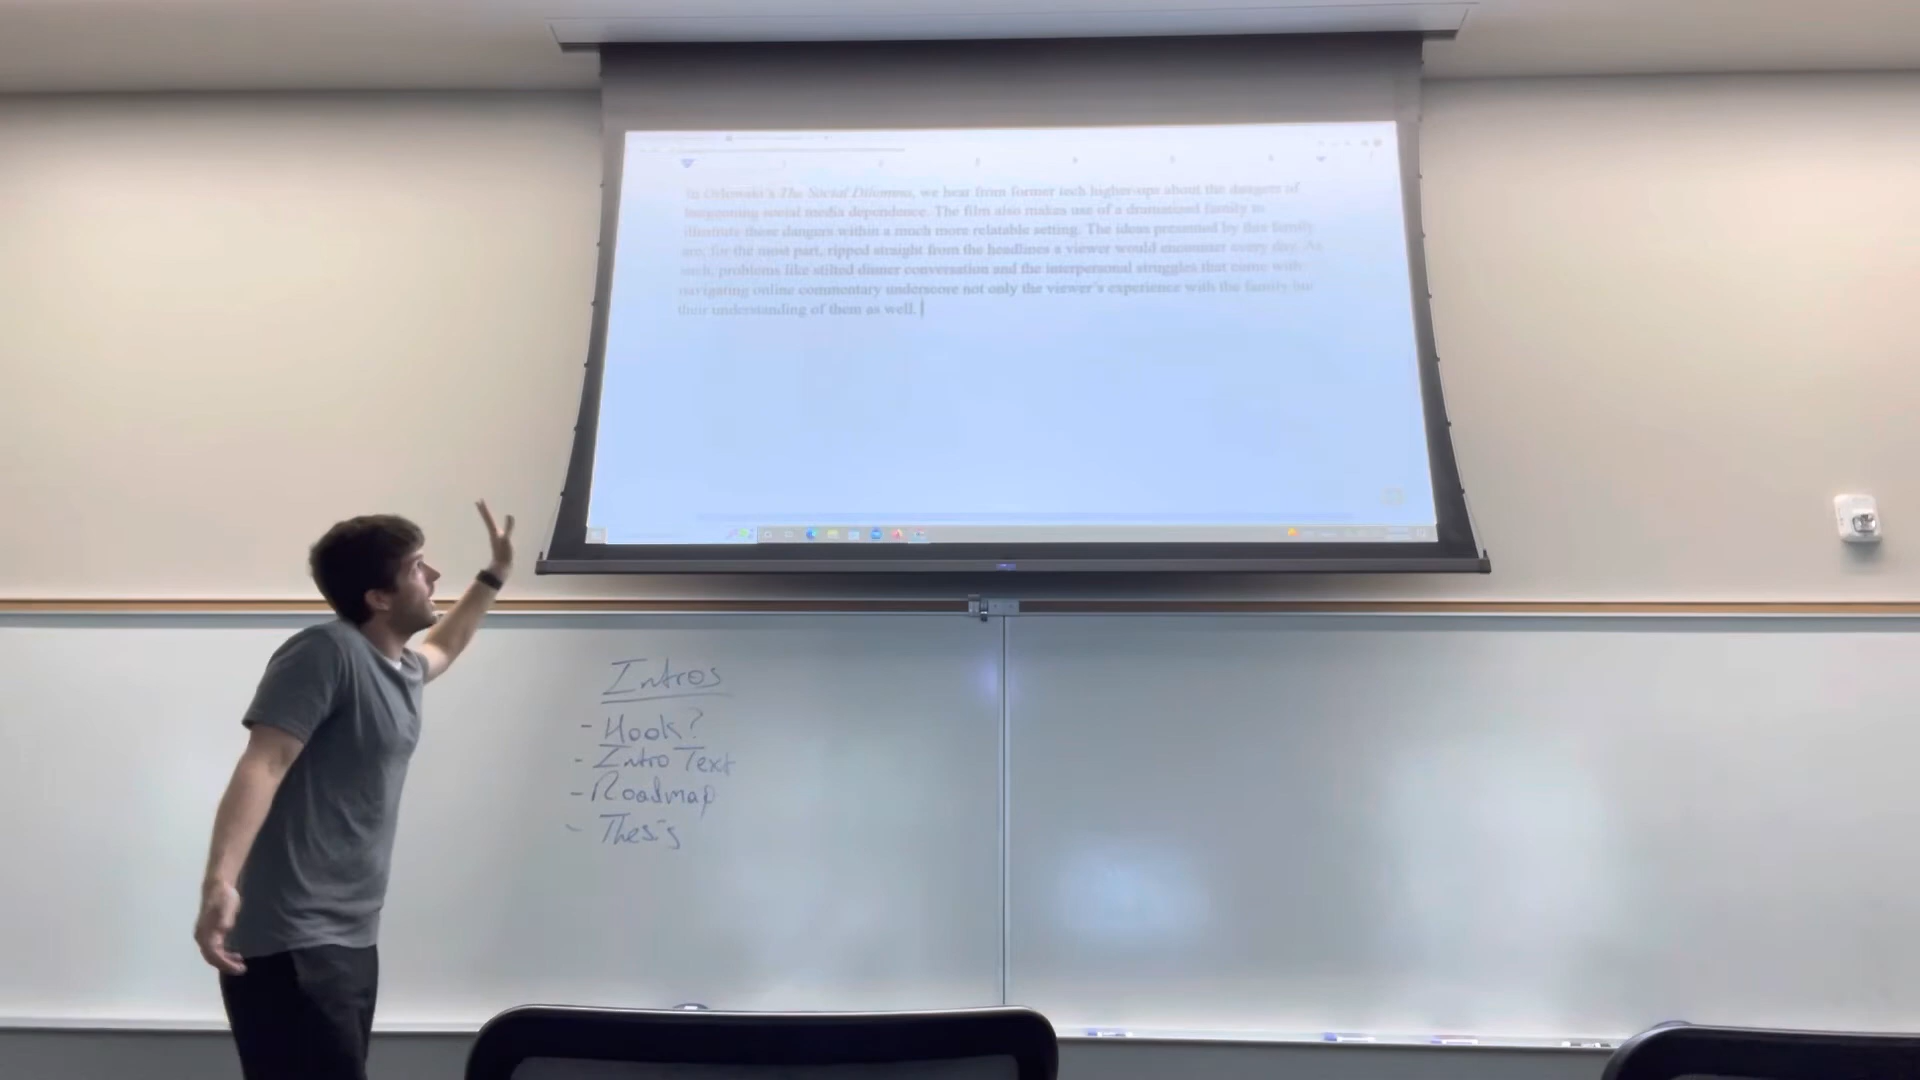 In Orlowski's The Social Dilemma, we hear from former tech higher-ups about the dangers of
burgeoning social media dependence. The film also makes use of a dramatized family to
illustrate these dangers within a much more relatable setting. The ideas presented by this family
are, for the most part, ripped straight from the headlines a viewer would encounter every day. As
such, problems like stilted dinner conversation and the interpersonal struggles that come with
navigating online commentary underscore not only the viewer's experience with the family but
their understanding of them as well.
Intros
- Hook?
- Intro Text
- Roadmap
- Thesis